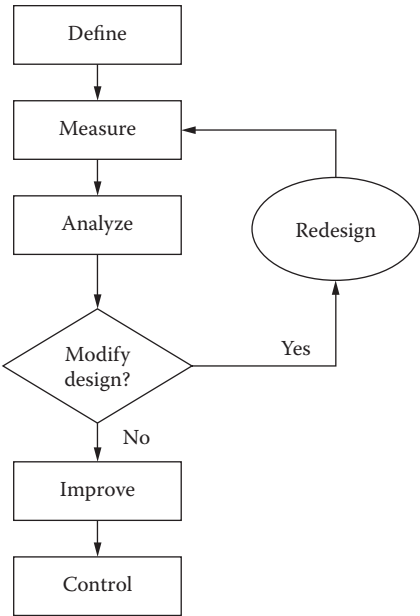 Define
Measure
Analyze
Redesign
Modify
design?
Yes
No
Improve
Control